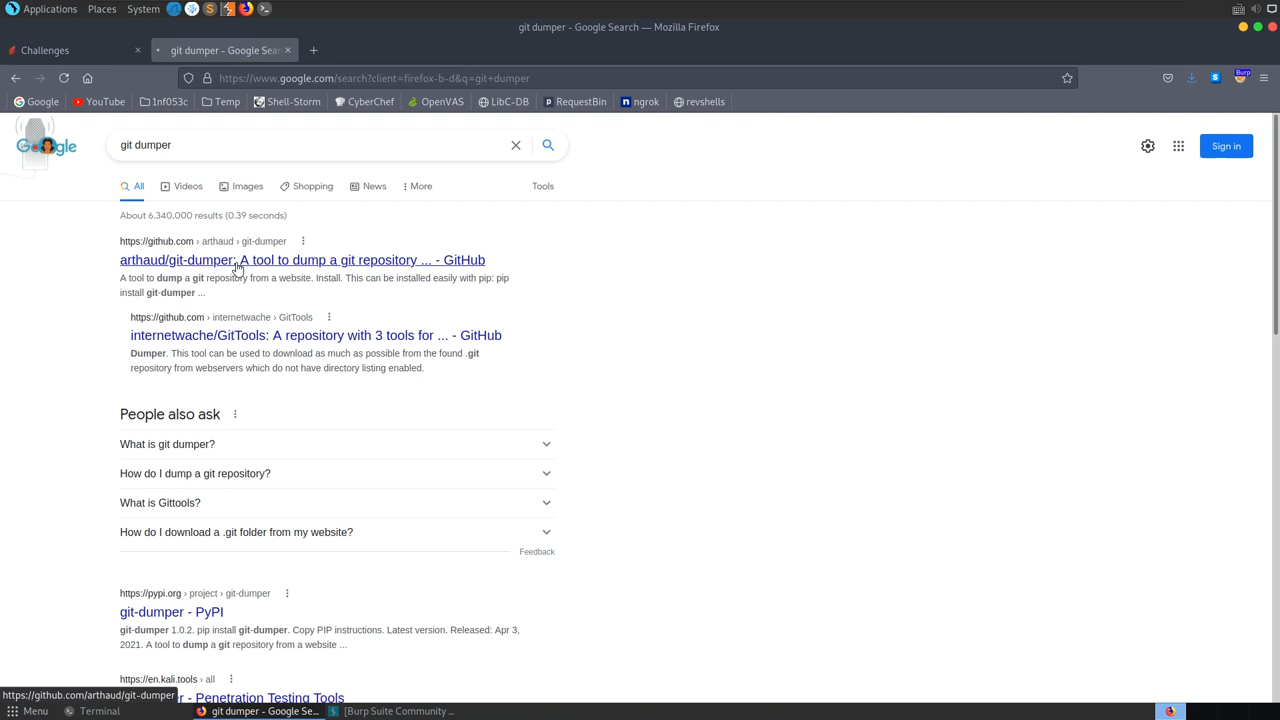 Applications Places System
git dumper - Google Search — Mozilla Firefox
Challenges
git dumper - Google Sear
https://www.google.com/search?client=firefox-b-d&q=git+dumper
Burp
Google YouTube 1nf053c Temp Shell-Storm CyberChef OpenVAS LibC-DB RequestBin ngrok revshells
Google
git dumper
Sign in
All Videos Images Shopping News More Tools
About 6,340,000 results (0.39 seconds)
https://github.com › arthaud › git-dumper
arthaud/git-dumper: A tool to dump a git repository ... - GitHub
A tool to dump a git repository from a website. Install. This can be installed easily with pip: pip
install git-dumper ...
https://github.com › internetwache › GitTools
internetwache/GitTools: A repository with 3 tools for ... - GitHub
Dumper. This tool can be used to download as much as possible from the found .git
repository from webservers which do not have directory listing enabled.
People also ask
What is git dumper?
How do I dump a git repository?
What is Gittools?
How do I download a .git folder from my website?
Feedback
https://pypi.org › project › git-dumper
git-dumper - PyPI
git-dumper 1.0.2. pip install git-dumper. Copy PIP instructions. Latest version. Released: Apr 3,
2021. A tool to dump a git repository from a website ...
https://en.kali.tools › all
r - Penetration Testing Tools
https://github.com/arthaud/git-dumper
Menu Terminal git dumper - Google Se... [Burp Suite Community ...